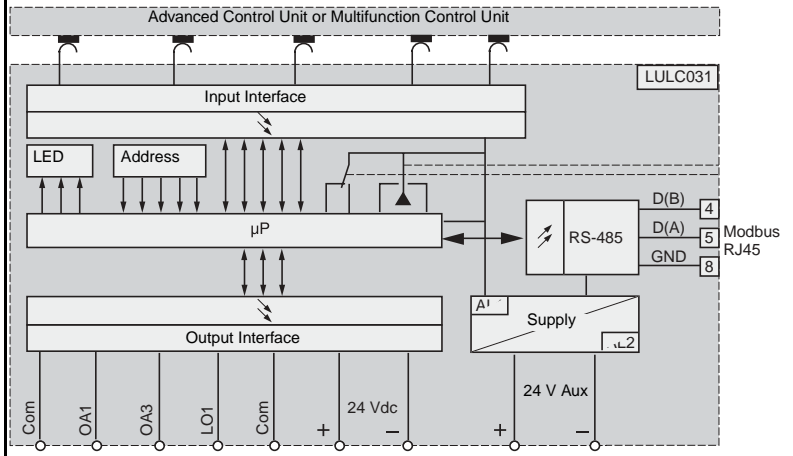 Advanced Control Unit or Multifunction Control Unit
LULC031
Input Interface
LED
Address
µP
RS-485
D(B)
4
D(A)
5
GND
8
Modbus
RJ45
Supply
Output Interface
Com
OA1
OA3
LO1
Com
+
24 Vdc
–
24 V Aux
+
–